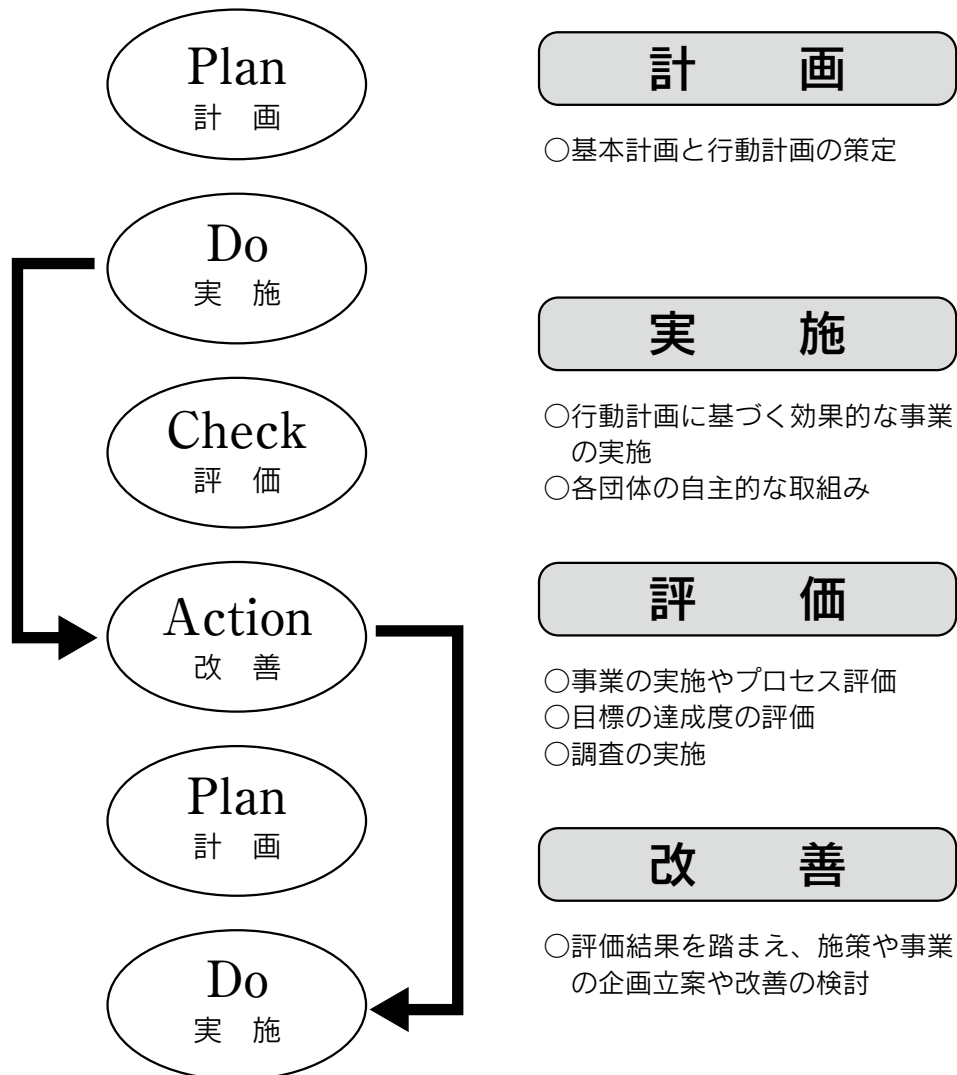 Plan
計　画
Do
実　施
Check
評　価
Action
改　善
Plan
計　画
Do
実　施
計　　画
○基本計画と行動計画の策定
実　　施
○行動計画に基づく効果的な事業
の実施
○各団体の自主的な取組み
評　　価
○事業の実施やプロセス評価
○目標の達成度の評価
○調査の実施
改　　善
○評価結果を踏まえ、施策や事業
の企画立案や改善の検討